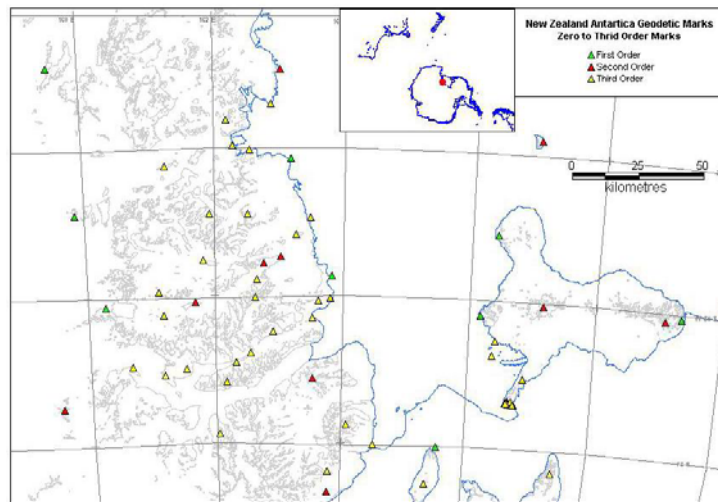 New Zealand Antartica Geodetic Marks
Zero to Thrid Order Marks
First Order
Second Order
Third Order
0 25 50
kilometres